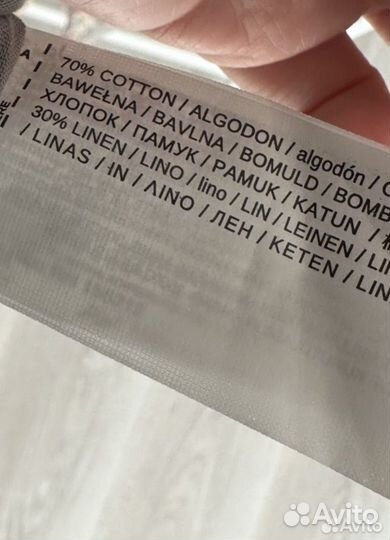 70% COTTON / ALGODON / algodón /
BAWEŁNA / BAVLNA / BOMULD / BOMB
ХЛОПОК / ПАМУК / PAMUK / KATUN /
30% LINEN / LINO / lino / LIN / LEINEN / LIN
/ LINAS / IN / ΛΙΝΟ / ЛЕН / KETEN / LIN
Avito